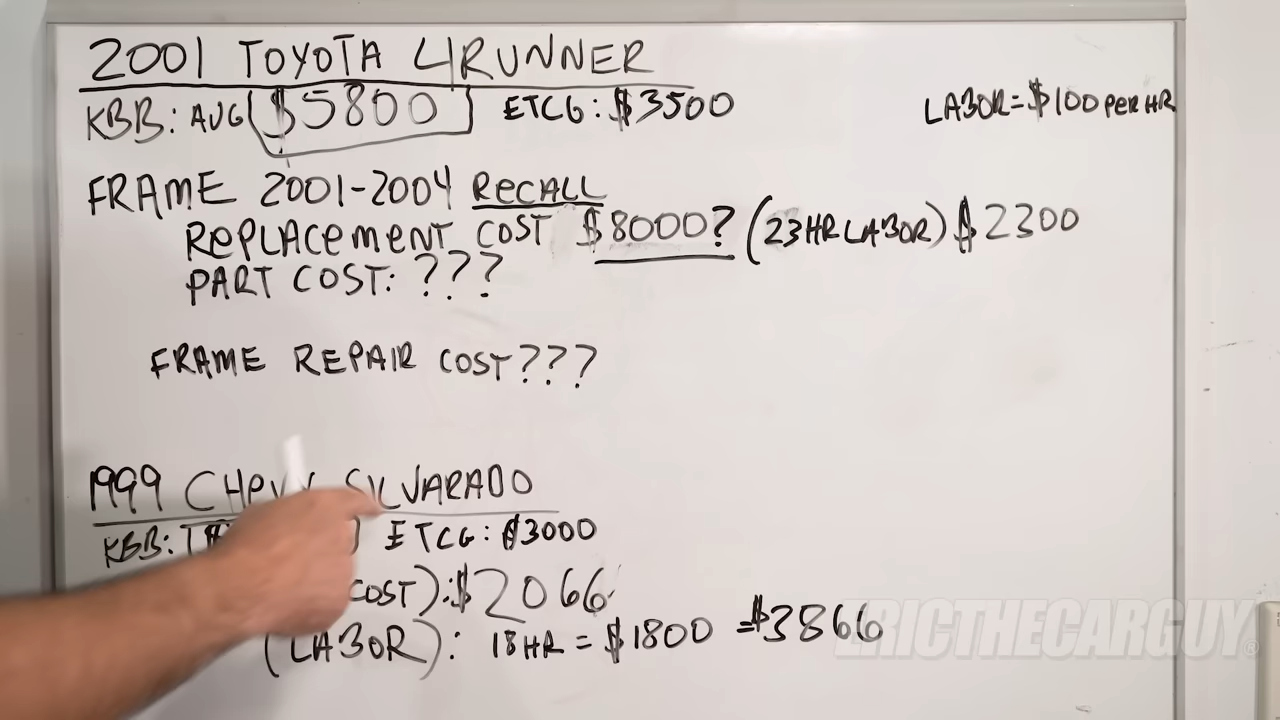 2001 TOYOTA 4RUNNER
KBB: AUG $5800 ETCG: $3500
LABOR = $100 PER HR
FRAME 2001-2004 RECALL
REPLACEMENT COST $8000? (23HR LABOR) $2300
PART COST: ???
FRAME REPAIR COST???
1999 CHEVY SILVARADO
KBB: ETCG: $3000
COST): $2066
(LABOR): 18HR = $1800 = $3866
ERICTHECARGUY®